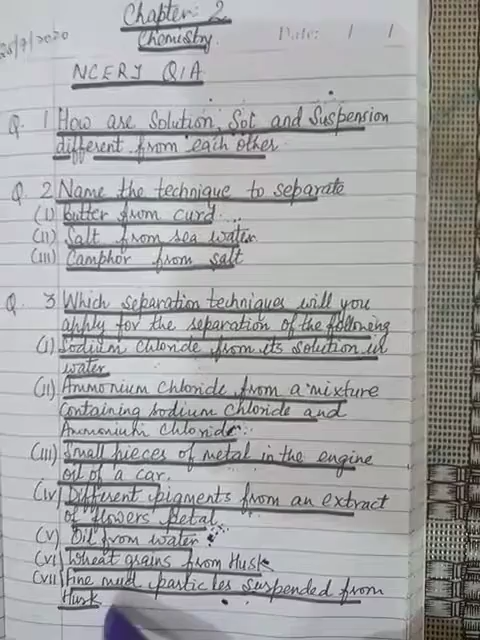 Chapter: 2
Chemistry.
Date: / /
/7/2020
NCERT Q/A
Q. 1 How are Solution, Sol and Suspension
different from each other.
Q. 2 Name the technique to separate
(i) Butter from curd...
(ii) Salt from sea water.
(iii) Camphor from salt
Q. 3 Which separation techniques will you
apply for the separation of the following
(i) Sodium chloride from its solution in
water
(ii) Ammonium chloride from a mixture
containing sodium chloride and
Ammonium chloride.
(iii) Small pieces of metal in the engine
oil of a car.
(iv) Different pigments from an extract
of flowers' petal.
(v) Oil from water.
(vi) Wheat grains from Husk.
(vii) Fine mud particles suspended from
Husk